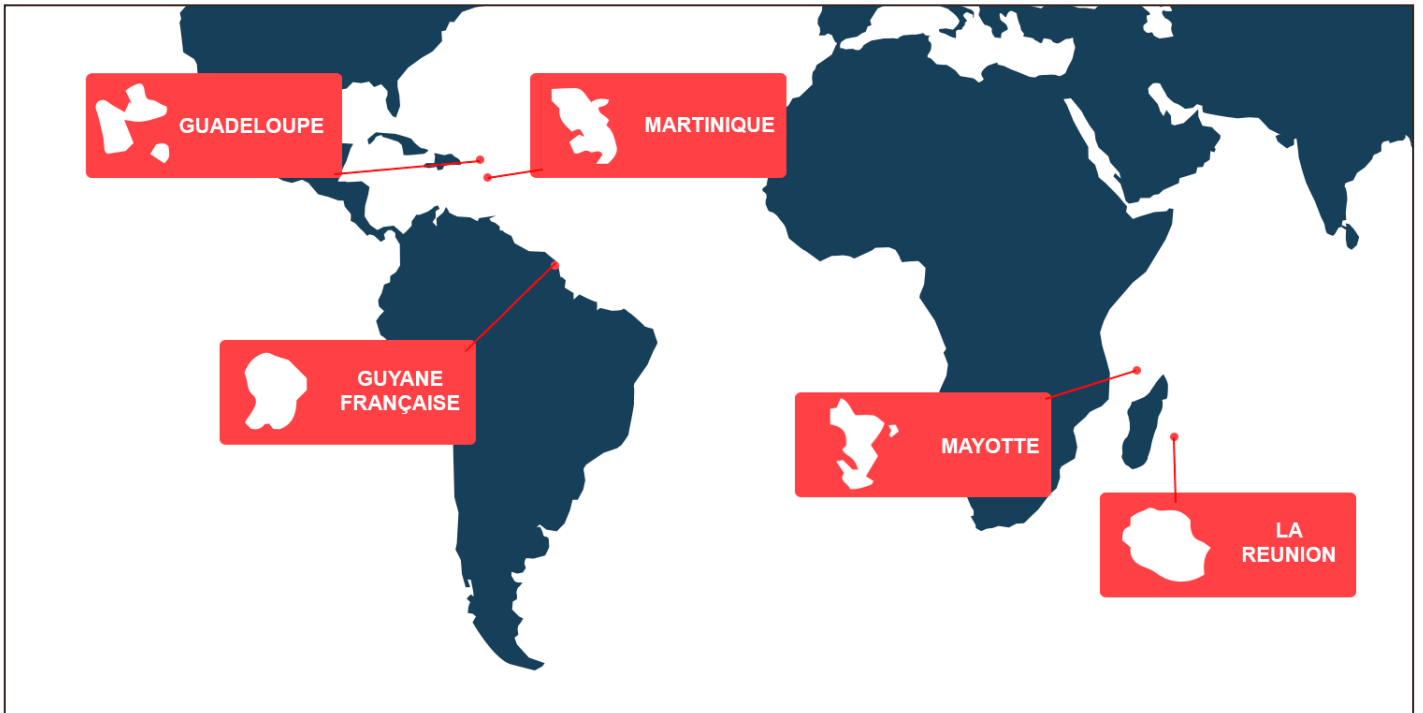 GUADELOUPE
MARTINIQUE
GUYANE
FRANÇAISE
MAYOTTE
LA
REUNION